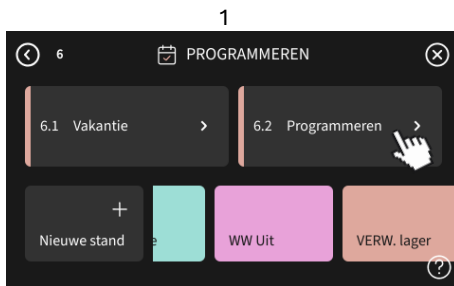 1
6 PROGRAMMEREN
6.1 Vakantie > 6.2 Programmeren >
+
Nieuwe stand e WW Uit VERW. lager
?